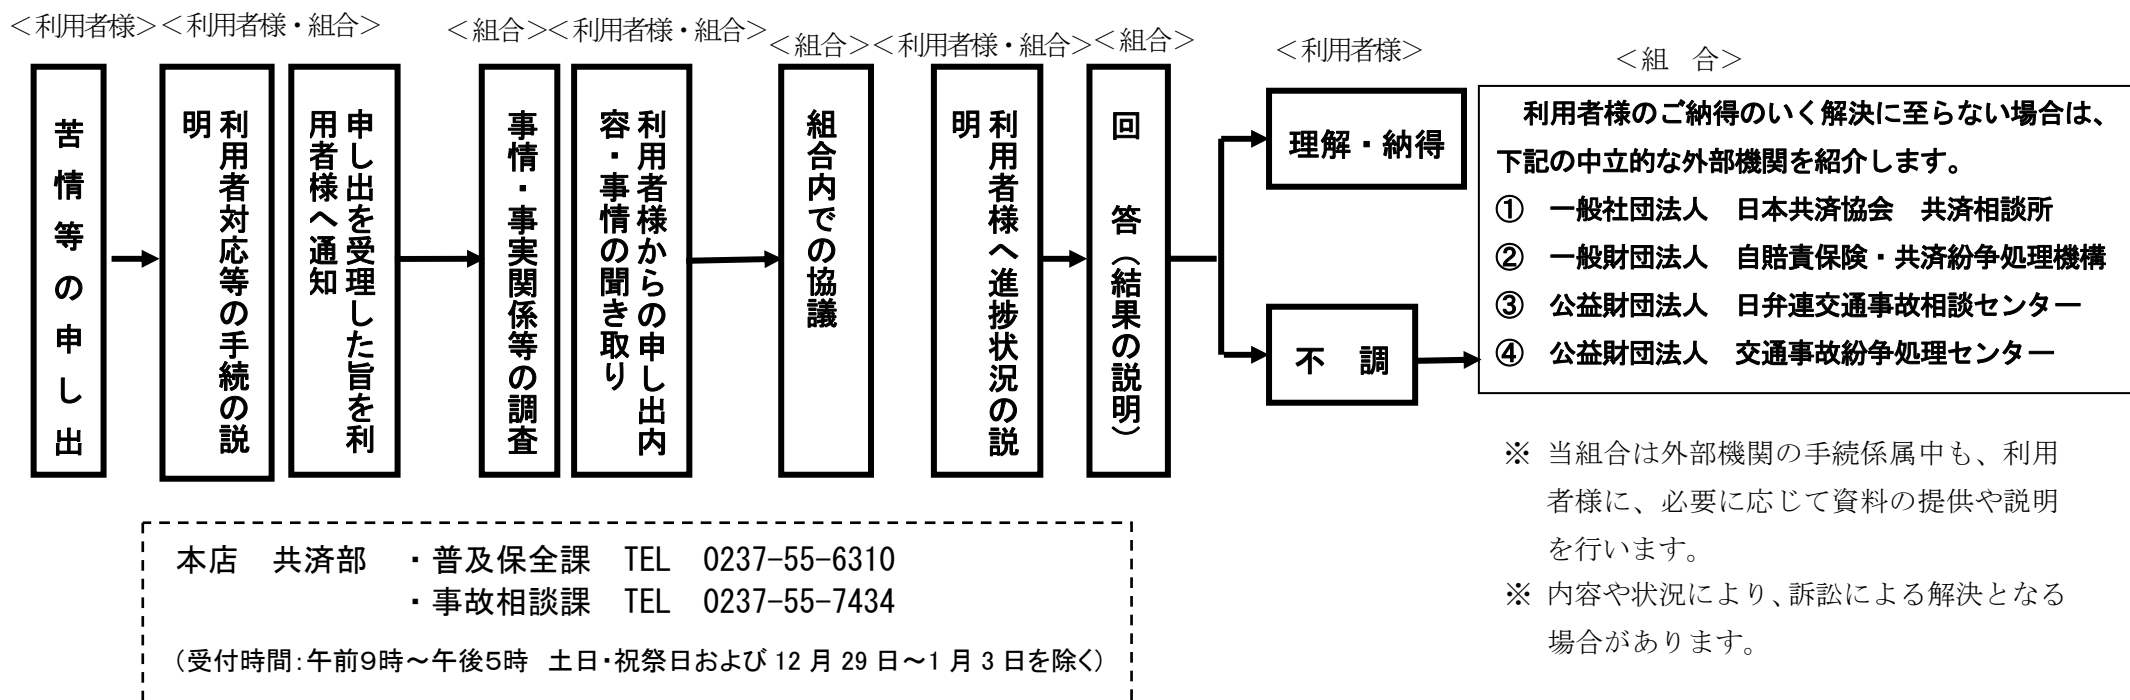 ＜利用者様＞＜利用者様・組合＞
＜組合＞＜利用者様・組合＞
＜組合＞＜利用者様・組合＞＜組合＞
＜利用者様＞
＜組　合＞
苦情等の申し出
利用者対応等の手続の説
明
申し出を受理した旨を利
用者様へ通知
事情・事実関係等の調査
利用者様からの申し出内
容・事情の聞き取り
組合内での協議
利用者様へ進捗状況の説
明
回　答（結果の説明）
理解・納得
不　調
利用者様のご納得のいく解決に至らない場合は、
下記の中立的な外部機関を紹介します。
①　一般社団法人　日本共済協会　共済相談所
②　一般財団法人　自賠責保険・共済紛争処理機構
③　公益財団法人　日弁連交通事故相談センター
④　公益財団法人　交通事故紛争処理センター
※ 当組合は外部機関の手続係属中も、利用
者様に、必要に応じて資料の提供や説明
を行います。
※ 内容や状況により、訴訟による解決となる
場合があります。
本店　共済部　・普及保全課　TEL　0237-55-6310
・事故相談課　TEL　0237-55-7434
（受付時間：午前９時～午後５時　土日・祝祭日および 12 月 29 日～1 月 3 日を除く）